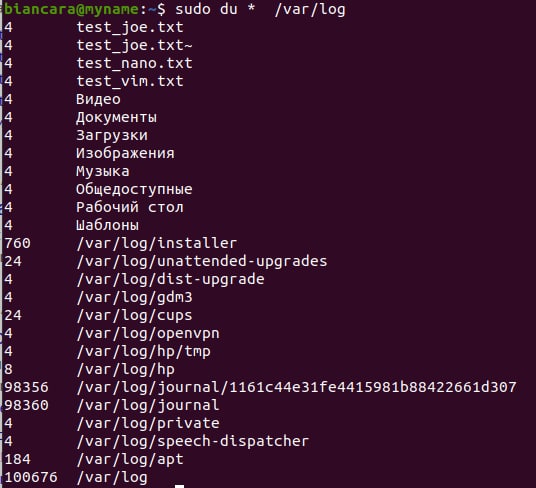 biancara@myname:~$ sudo du *  /var/log
4       test_joe.txt
4       test_joe.txt~
4       test_nano.txt
4       test_vim.txt
4       Видео
4       Документы
4       Загрузки
4       Изображения
4       Музыка
4       Общедоступные
4       Рабочий стол
4       Шаблоны
760     /var/log/installer
24      /var/log/unattended-upgrades
4       /var/log/dist-upgrade
4       /var/log/gdm3
24      /var/log/cups
4       /var/log/openvpn
4       /var/log/hp/tmp
8       /var/log/hp
98356   /var/log/journal/1161c44e31fe4415981b88422661d307
98360   /var/log/journal
4       /var/log/private
4       /var/log/speech-dispatcher
184     /var/log/apt
100676  /var/log